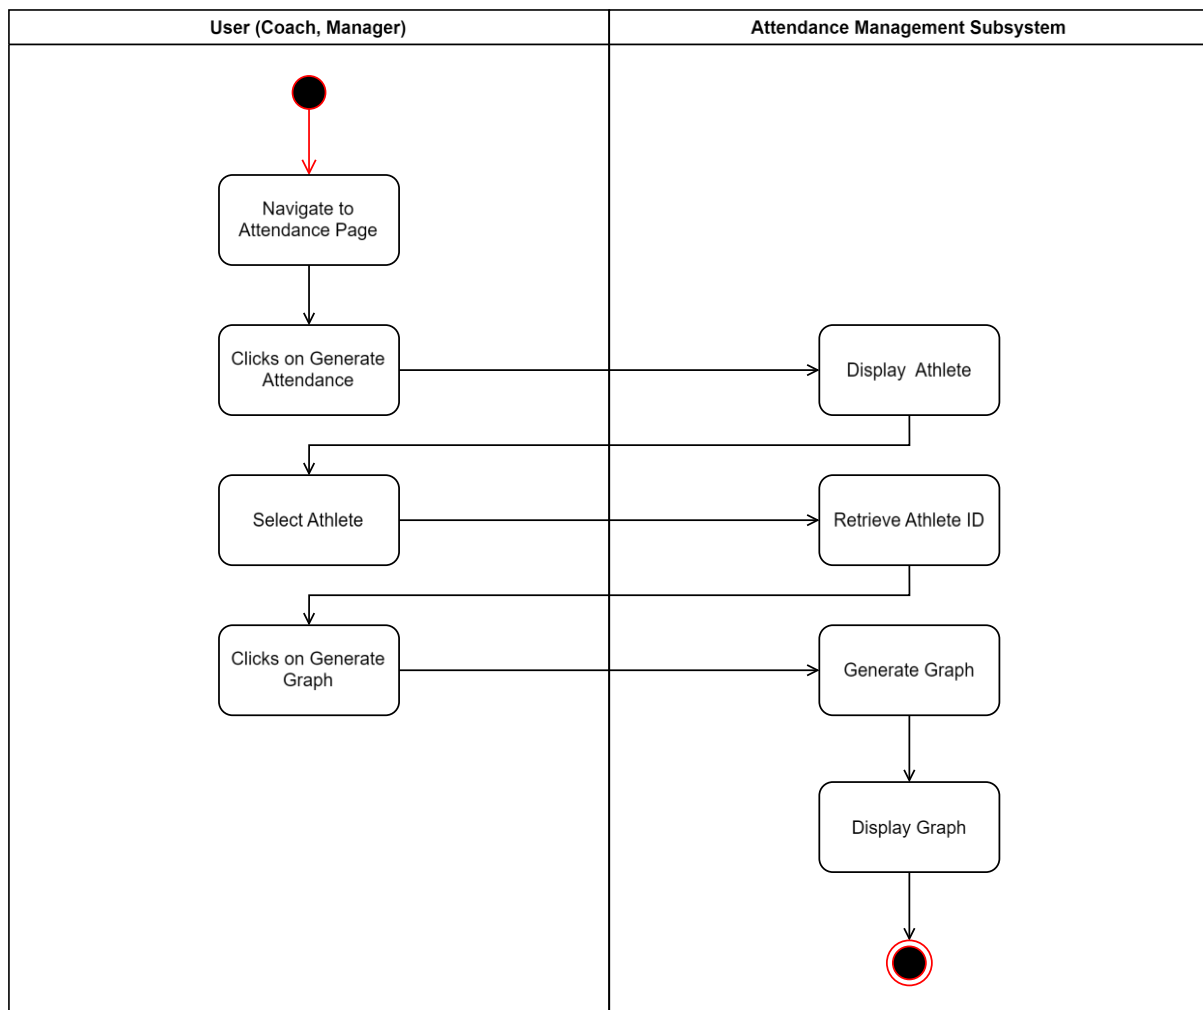 User (Coach, Manager)
Attendance Management Subsystem
Navigate to
Attendance Page
Clicks on Generate
Attendance
Display  Athlete
Select Athlete
Retrieve Athlete ID
Clicks on Generate
Graph
Generate Graph
Display Graph